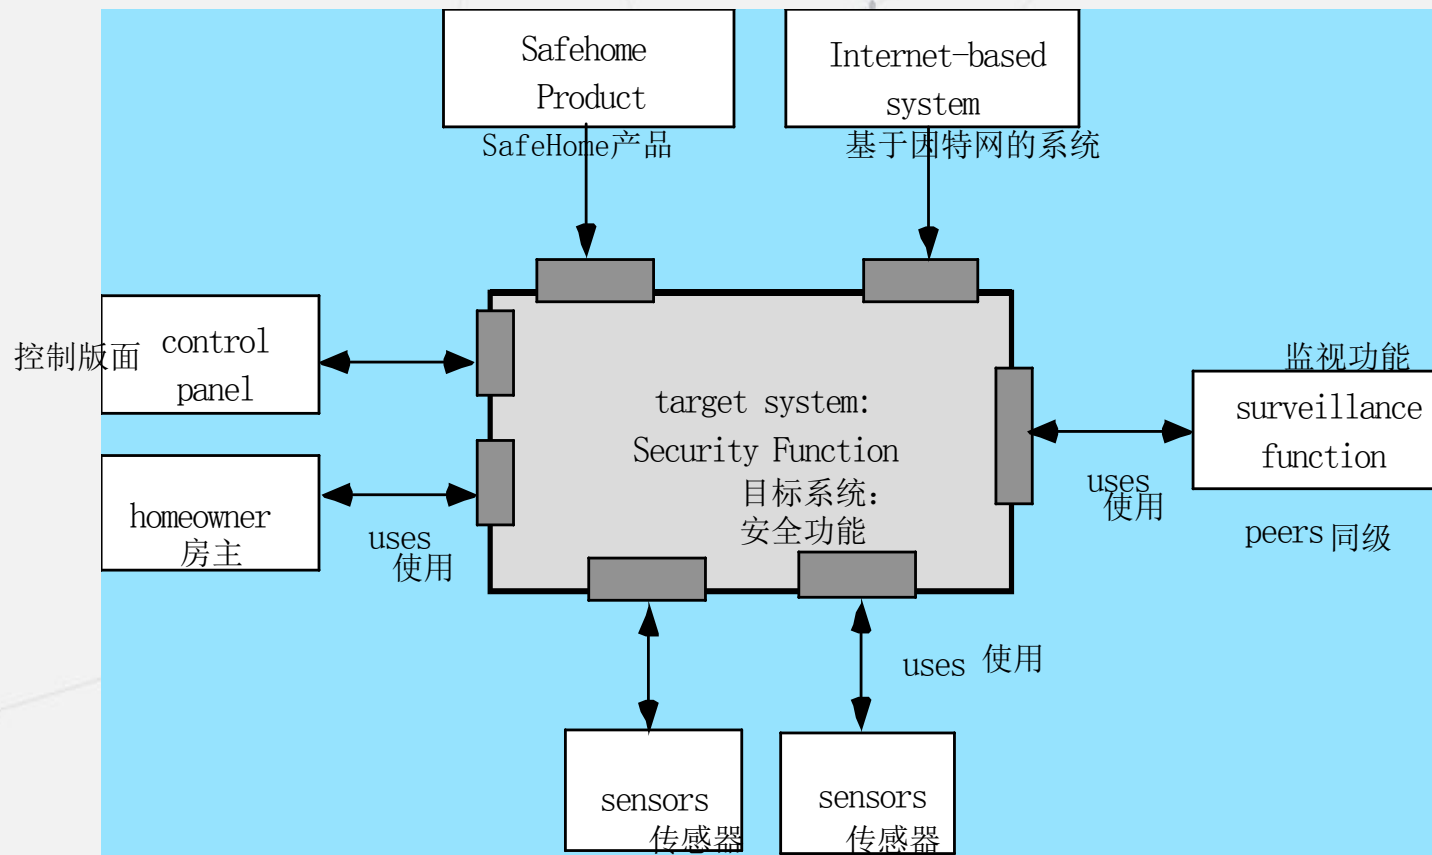 Safehome
Product
SafeHome产品
Internet-based
system
基于因特网的系统
控制版面
control
panel
homeowner
房主
uses
使用
target system:
Security Function
目标系统：
安全功能
监视功能
surveillance
function
uses
使用
peers 同级
uses 使用
sensors
传感器
sensors
传感器